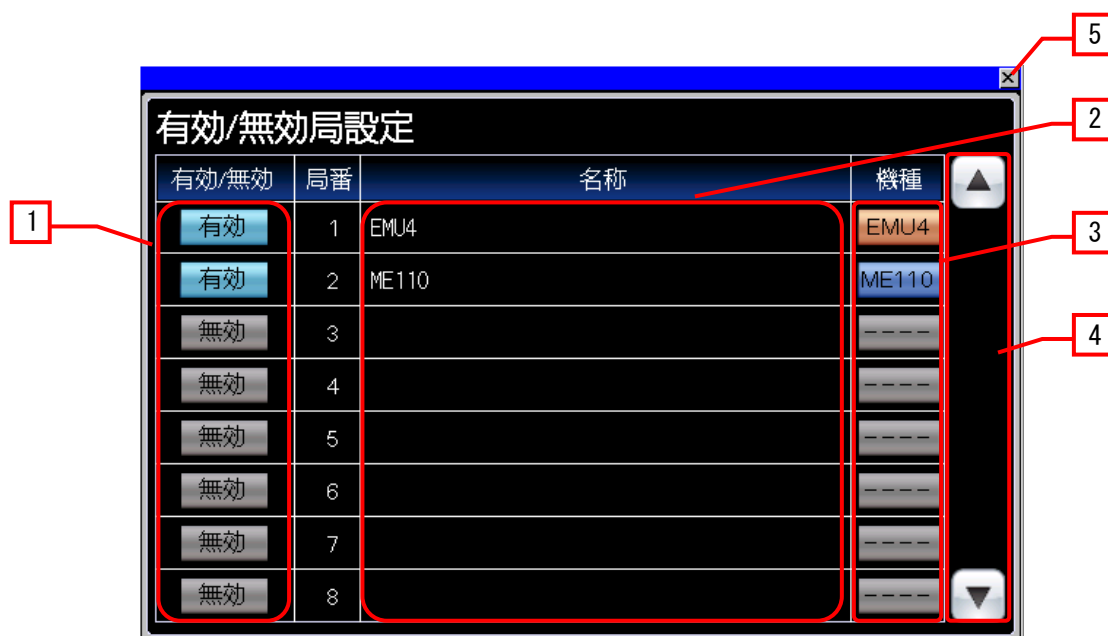 5
×
有効/無効局設定
2
有効/無効 局番 名称 機種
▲
1
有効 1 EMU4 EMU4
3
有効 2 ME110 ME110
無効 3 ----
4
無効 4 ----
無効 5 ----
無効 6 ----
無効 7 ----
無効 8 ----
▼